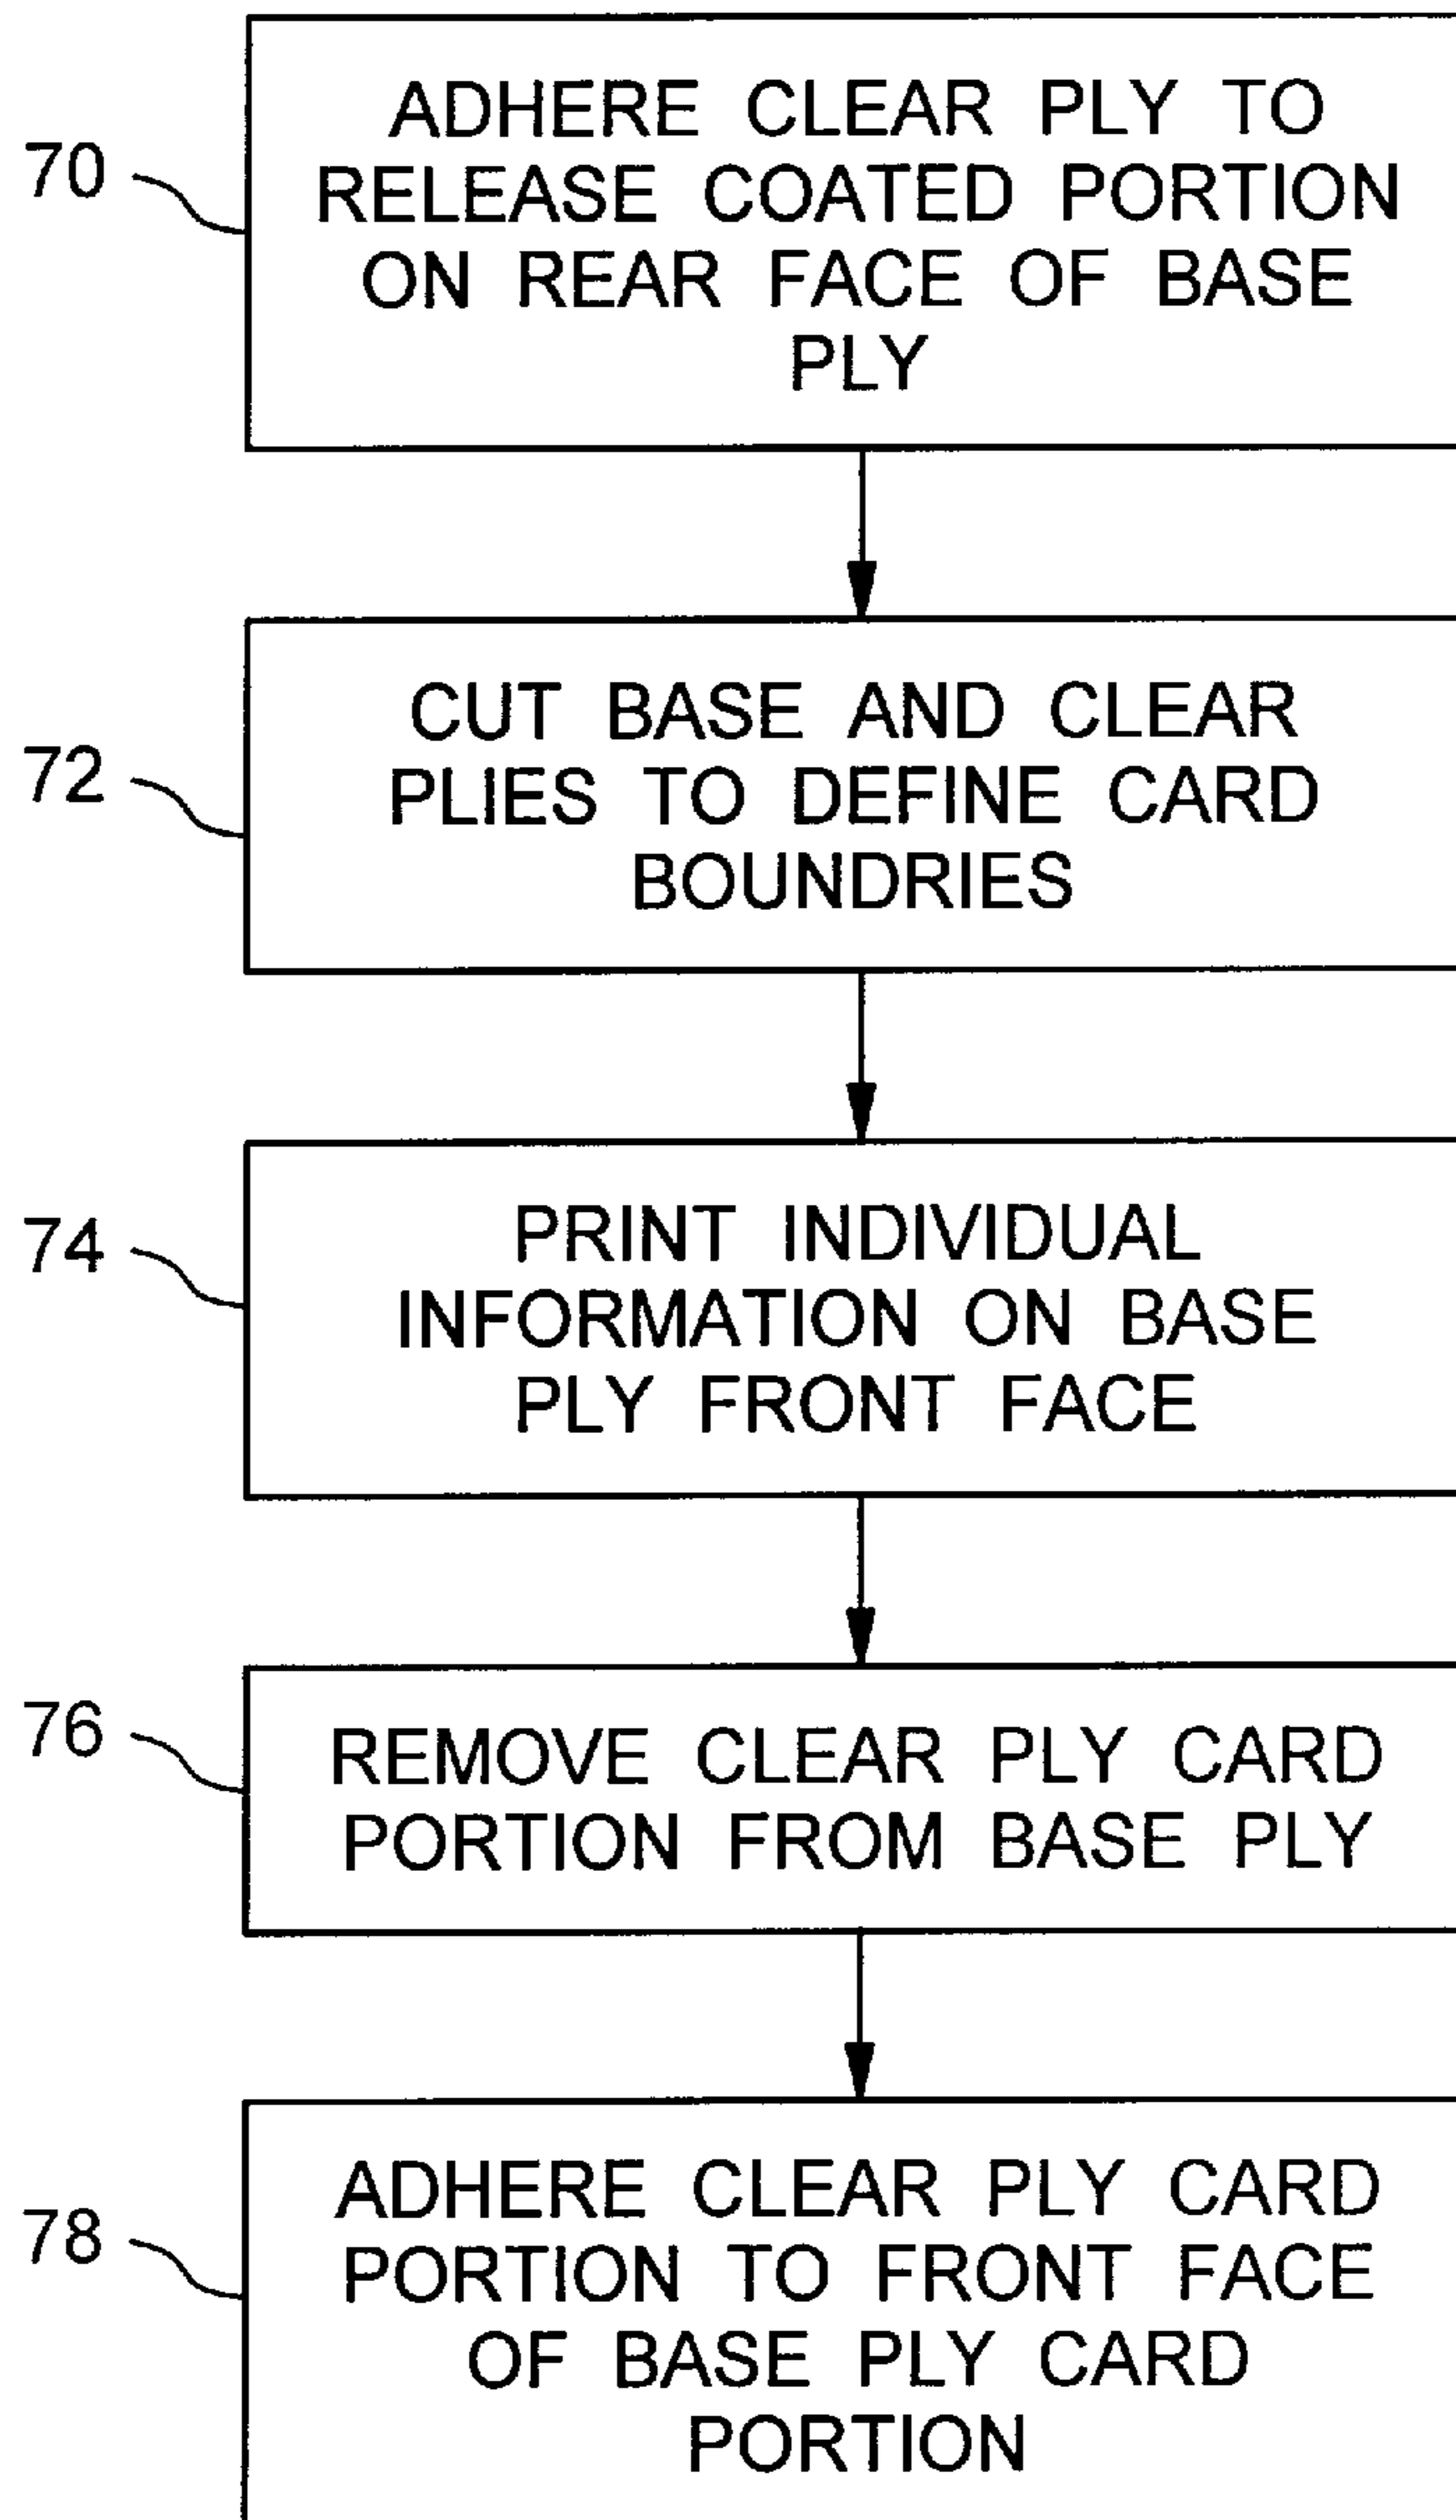 70
ADHERE CLEAR PLY TO
RELEASE COATED PORTION
ON REAR FACE OF BASE
PLY
72
CUT BASE AND CLEAR
PLIES TO DEFINE CARD
BOUNDRIES
74
PRINT INDIVIDUAL
INFORMATION ON BASE
PLY FRONT FACE
76
REMOVE CLEAR PLY CARD
PORTION FROM BASE PLY
78
ADHERE CLEAR PLY CARD
PORTION TO FRONT FACE
OF BASE PLY CARD
PORTION